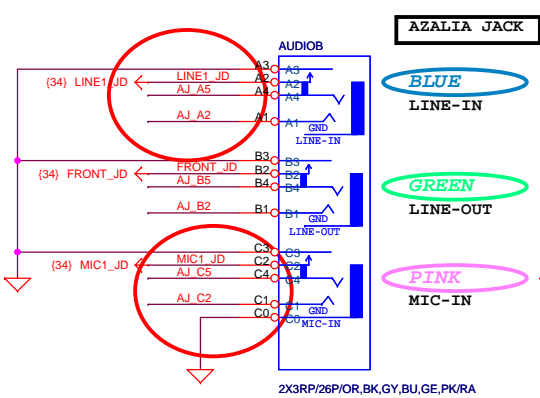 AZALIA JACK
AUDIOB
A3 A3
{34} LINE1_JD LINE1_JD A2 A2
AJ_A5 A4 A4
AJ_A2 A1 A1
GND
LINE-IN
BLUE
LINE-IN
B3 B3
{34} FRONT_JD FRONT_JD B2 B2
AJ_B5 B4 B4
AJ_B2 B1 B1
GND
LINE-OUT
GREEN
LINE-OUT
C3 C3
{34} MIC1_JD MIC1_JD C2 C2
AJ_C5 C4 C4
AJ_C2 C1 C1
GND
C0 C0
MIC-IN
PINK
MIC-IN
2X3RP/26P/OR,BK,GY,BU,GE,PK/RA